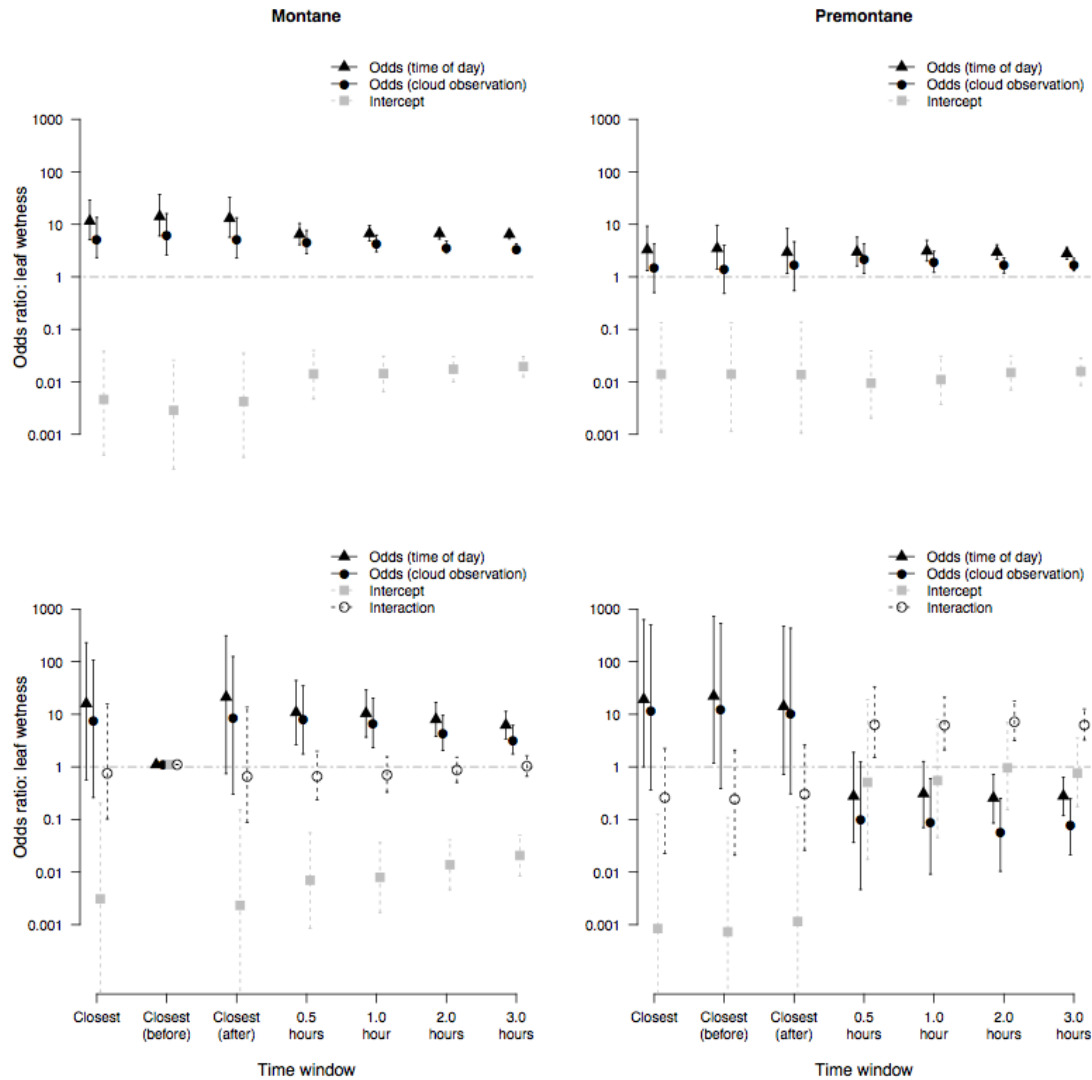 Montane
Premontane
Odds (time of day)
Odds (cloud observation)
Intercept
Odds (time of day)
Odds (cloud observation)
Intercept
Odds ratio: leaf wetness
1000
100
10
1
0.1
0.01
0.001
1000
100
10
1
0.1
0.01
0.001
Odds (time of day)
Odds (cloud observation)
Intercept
Interaction
Odds (time of day)
Odds (cloud observation)
Intercept
Interaction
Odds ratio: leaf wetness
1000
100
10
1
0.1
0.01
0.001
1000
100
10
1
0.1
0.01
0.001
Closest
Closest
(before)
Closest
(after)
0.5
hours
1.0
hour
2.0
hours
3.0
hours
Closest
Closest
(before)
Closest
(after)
0.5
hours
1.0
hour
2.0
hours
3.0
hours
Time window
Time window